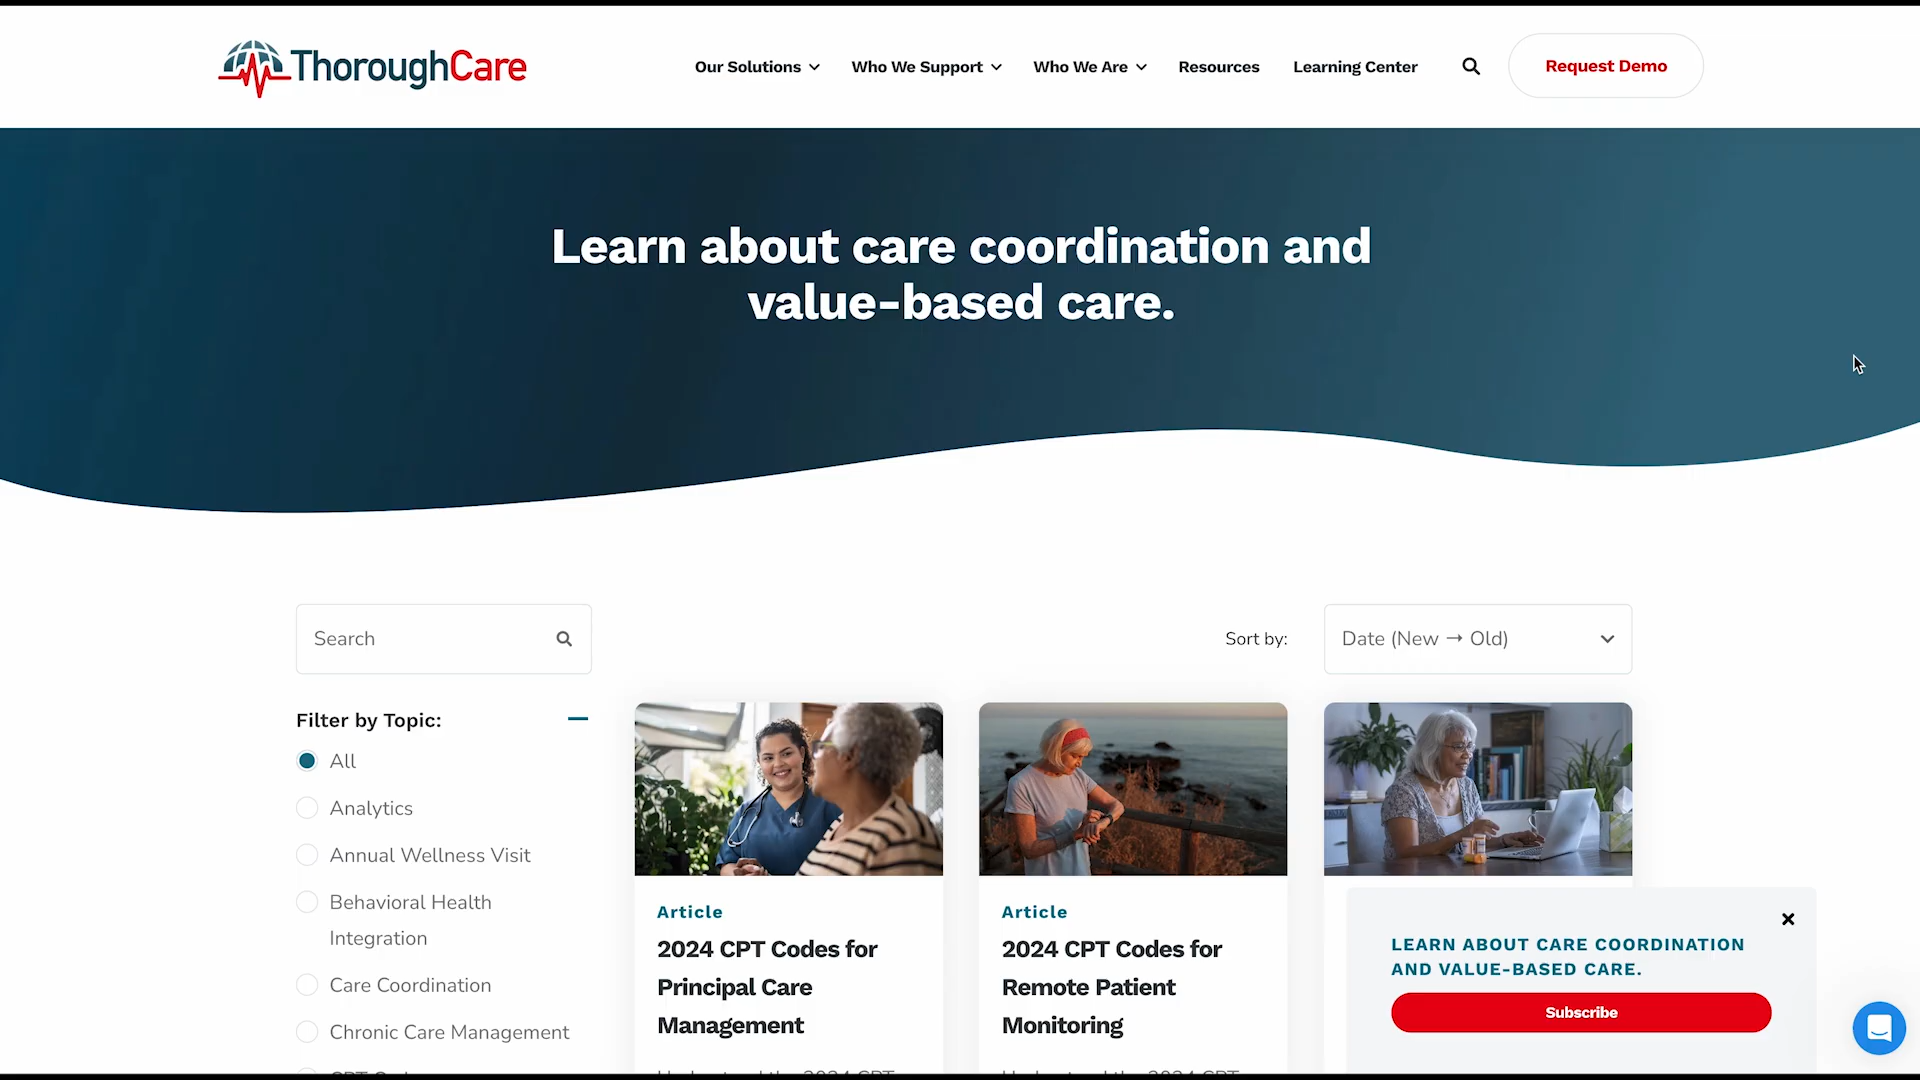 ThoroughCare
Our Solutions
Who We Support
Who We Are
Resources
Learning Center
Request Demo
Learn about care coordination and
value-based care.
Search
Sort by:
Date (New → Old)
Filter by Topic:
All
Analytics
Annual Wellness Visit
Behavioral Health
Integration
Care Coordination
Chronic Care Management
Article
2024 CPT Codes for
Principal Care
Management
Article
2024 CPT Codes for
Remote Patient
Monitoring
LEARN ABOUT CARE COORDINATION
AND VALUE-BASED CARE.
Subscribe